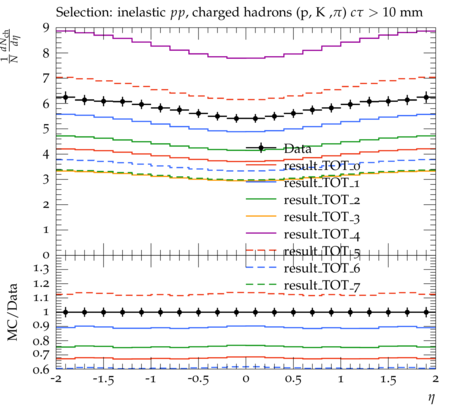 Selection: inelastic pp, charged hadrons (p, K ,π) cτ > 10 mm
1/N dN_ch/dη
9
8
7
6
5
4
3
2
1
0
Data
result_TOT_0
result_TOT_1
result_TOT_2
result_TOT_3
result_TOT_4
result_TOT_5
result_TOT_6
result_TOT_7
MC/Data
1.3
1.2
1.1
1
0.9
0.8
0.7
0.6
-2 -1.5 -1 -0.5 0 0.5 1 1.5 2
η